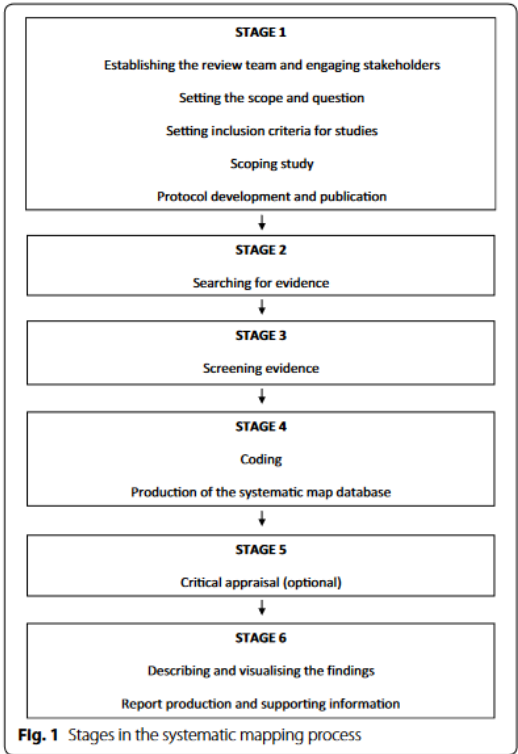 STAGE 1
Establishing the review team and engaging stakeholders
Setting the scope and question
Setting inclusion criteria for studies
Scoping study
Protocol development and publication
STAGE 2
Searching for evidence
STAGE 3
Screening evidence
STAGE 4
Coding
Production of the systematic map database
STAGE 5
Critical appraisal (optional)
STAGE 6
Describing and visualising the findings
Report production and supporting information
Fig. 1 Stages in the systematic mapping process